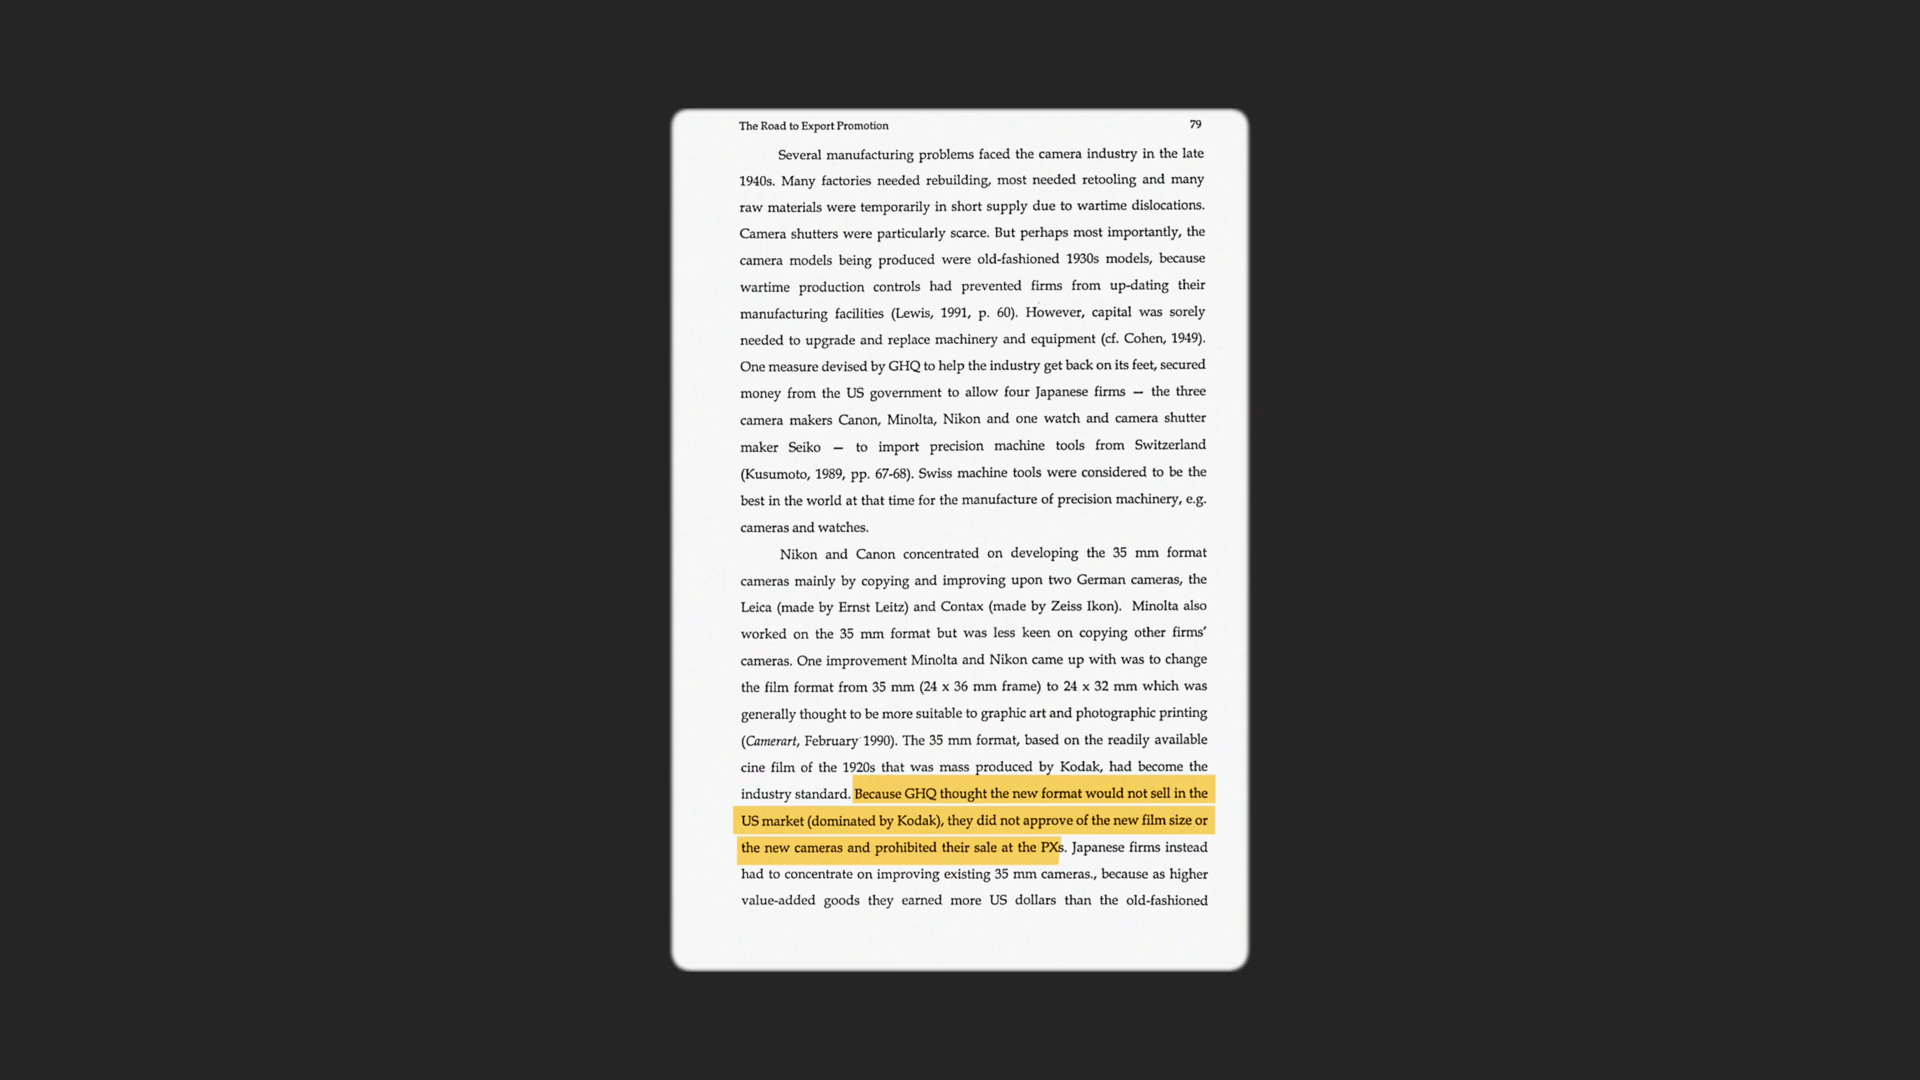 The Road to Export Promotion 79
Several manufacturing problems faced the camera industry in the late
1940s. Many factories needed rebuilding, most needed retooling and many
raw materials were temporarily in short supply due to wartime dislocations.
Camera shutters were particularly scarce. But perhaps most importantly, the
camera models being produced were old-fashioned 1930s models, because
wartime production controls had prevented firms from up-dating their
manufacturing facilities (Lewis, 1991, p. 60). However, capital was sorely
needed to upgrade and replace machinery and equipment (cf. Cohen, 1949).
One measure devised by GHQ to help the industry get back on its feet, secured
money from the US government to allow four Japanese firms — the three
camera makers Canon, Minolta, Nikon and one watch and camera shutter
maker Seiko — to import precision machine tools from Switzerland
(Kusumoto, 1989, pp. 67-68). Swiss machine tools were considered to be the
best in the world at that time for the manufacture of precision machinery, e.g.
cameras and watches.
Nikon and Canon concentrated on developing the 35 mm format
cameras mainly by copying and improving upon two German cameras, the
Leica (made by Ernst Leitz) and Contax (made by Zeiss Ikon). Minolta also
worked on the 35 mm format but was less keen on copying other firms'
cameras. One improvement Minolta and Nikon came up with was to change
the film format from 35 mm (24 x 36 mm frame) to 24 x 32 mm which was
generally thought to be more suitable to graphic art and photographic printing
(Camerart, February 1990). The 35 mm format, based on the readily available
cine film of the 1920s that was mass produced by Kodak, had become the
industry standard. Because GHQ thought the new format would not sell in the
US market (dominated by Kodak), they did not approve of the new film size or
the new cameras and prohibited their sale at the PXs. Japanese firms instead
had to concentrate on improving existing 35 mm cameras., because as higher
value-added goods they earned more US dollars than the old-fashioned